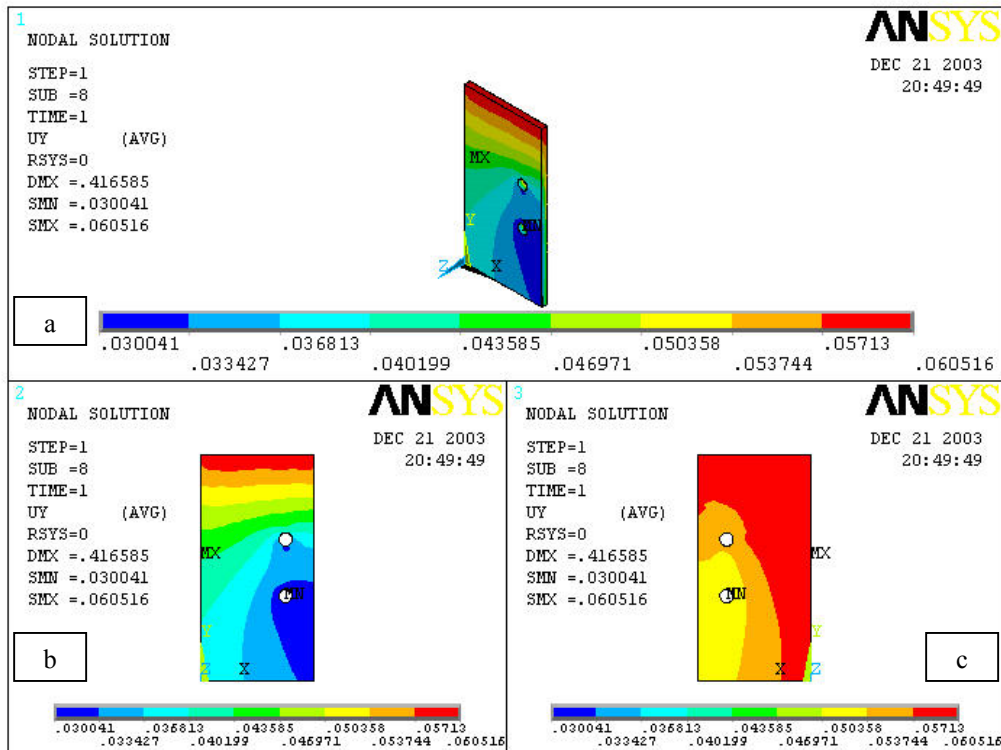 1
ANSYS
NODAL SOLUTION
DEC 21 2003
20:49:49
STEP=1
SUB =8
TIME=1
UY (AVG)
RSYS=0
DMX =.416585
SMN =.030041
SMX =.060516
MX
MN
Y
Z
X
a
.030041 .036813 .043585 .050358 .05713
.033427 .040199 .046971 .053744 .060516
2
ANSYS
NODAL SOLUTION
DEC 21 2003
20:49:49
STEP=1
SUB =8
TIME=1
UY (AVG)
RSYS=0
DMX =.416585
SMN =.030041
SMX =.060516
MX
MN
Y
Z X
b
.030041 .036813 .043585 .050358 .05713
.033427 .040199 .046971 .053744 .060516
3
ANSYS
NODAL SOLUTION
DEC 21 2003
20:49:49
STEP=1
SUB =8
TIME=1
UY (AVG)
RSYS=0
DMX =.416585
SMN =.030041
SMX =.060516
MX
MN
Y
X Z
c
.030041 .036813 .043585 .050358 .05713
.033427 .040199 .046971 .053744 .060516